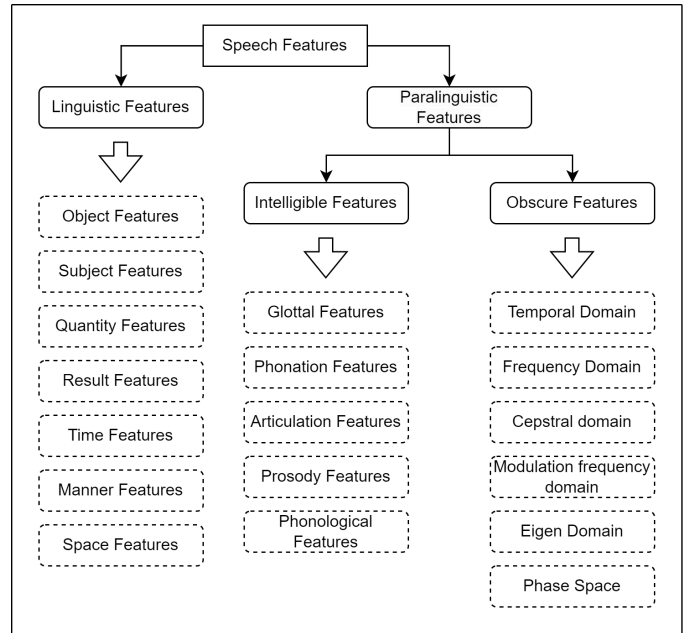 Speech Features
Linguistic Features
Paralinguistic
Features
Intelligible Features
Obscure Features
Object Features
Subject Features
Quantity Features
Result Features
Time Features
Manner Features
Space Features
Glottal Features
Phonation Features
Articulation Features
Prosody Features
Phonological
Features
Temporal Domain
Frequency Domain
Cepstral domain
Modulation frequency
domain
Eigen Domain
Phase Space